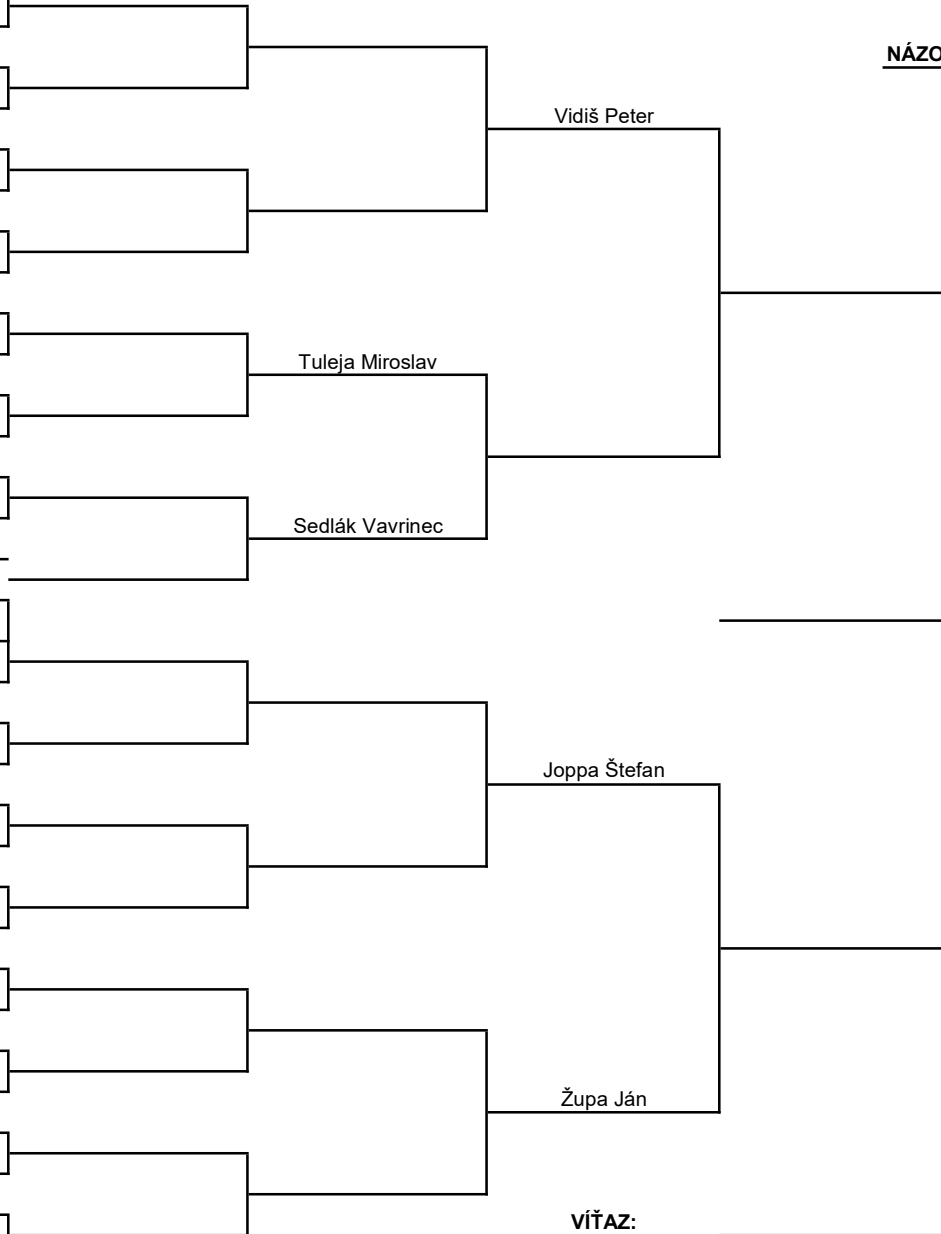 NÁZO
Vidiš Peter
Tuleja Miroslav
Sedlák Vavrinec
Joppa Štefan
Župa Ján
VÍŤAZ: